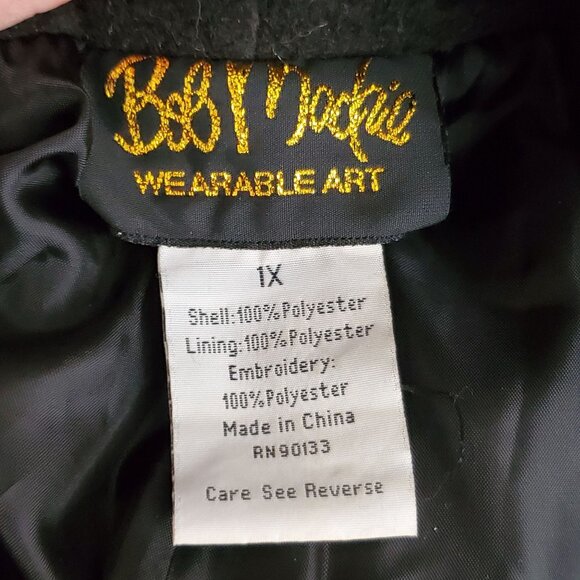 Bob Mackie
WEARABLE ART
1X
Shell:100%Polyester
Lining:100%Polyester
Embroidery:
100%Polyester
Made in China
RN90133
Care See Reverse